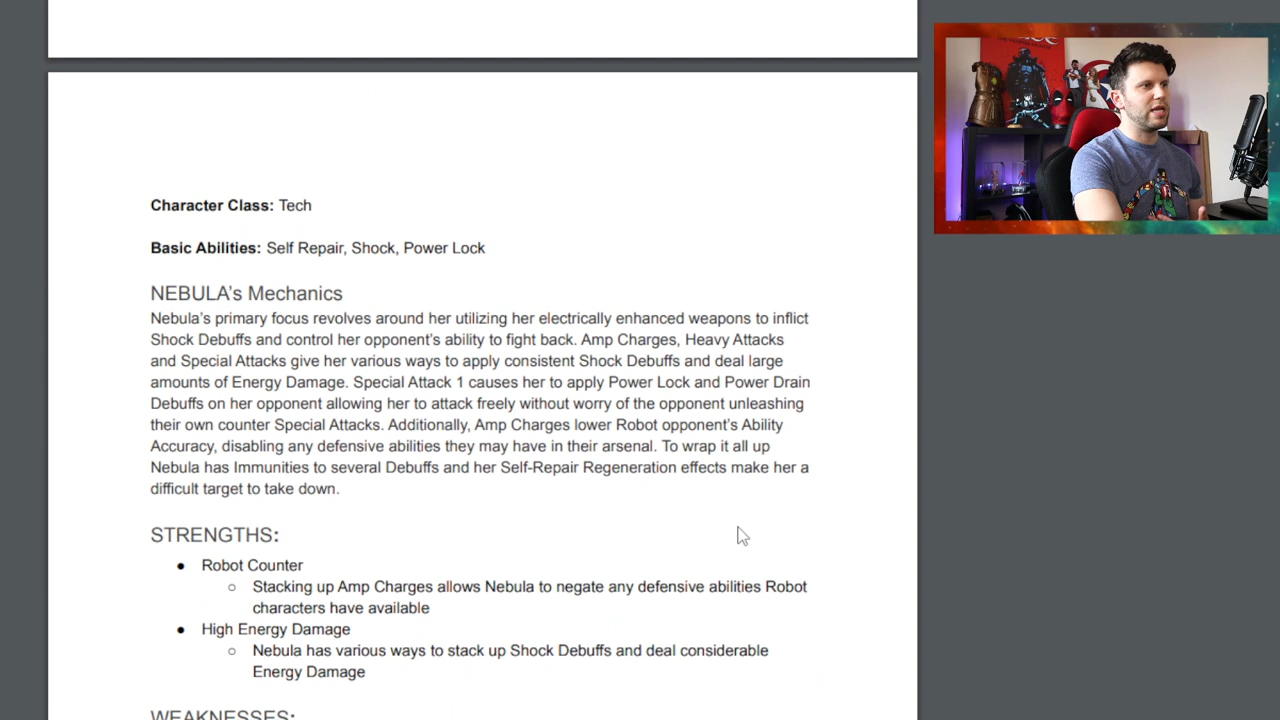 Character Class: Tech
Basic Abilities: Self Repair, Shock, Power Lock
NEBULA's Mechanics
Nebula's primary focus revolves around her utilizing her electrically enhanced weapons to inflict
Shock Debuffs and control her opponent's ability to fight back. Amp Charges, Heavy Attacks
and Special Attacks give her various ways to apply consistent Shock Debuffs and deal large
amounts of Energy Damage. Special Attack 1 causes her to apply Power Lock and Power Drain
Debuffs on her opponent allowing her to attack freely without worry of the opponent unleashing
their own counter Special Attacks. Additionally, Amp Charges lower Robot opponent's Ability
Accuracy, disabling any defensive abilities they may have in their arsenal. To wrap it all up
Nebula has Immunities to several Debuffs and her Self-Repair Regeneration effects make her a
difficult target to take down.
STRENGTHS:
● Robot Counter
○ Stacking up Amp Charges allows Nebula to negate any defensive abilities Robot
characters have available
● High Energy Damage
○ Nebula has various ways to stack up Shock Debuffs and deal considerable
Energy Damage
WEAKNESSES: